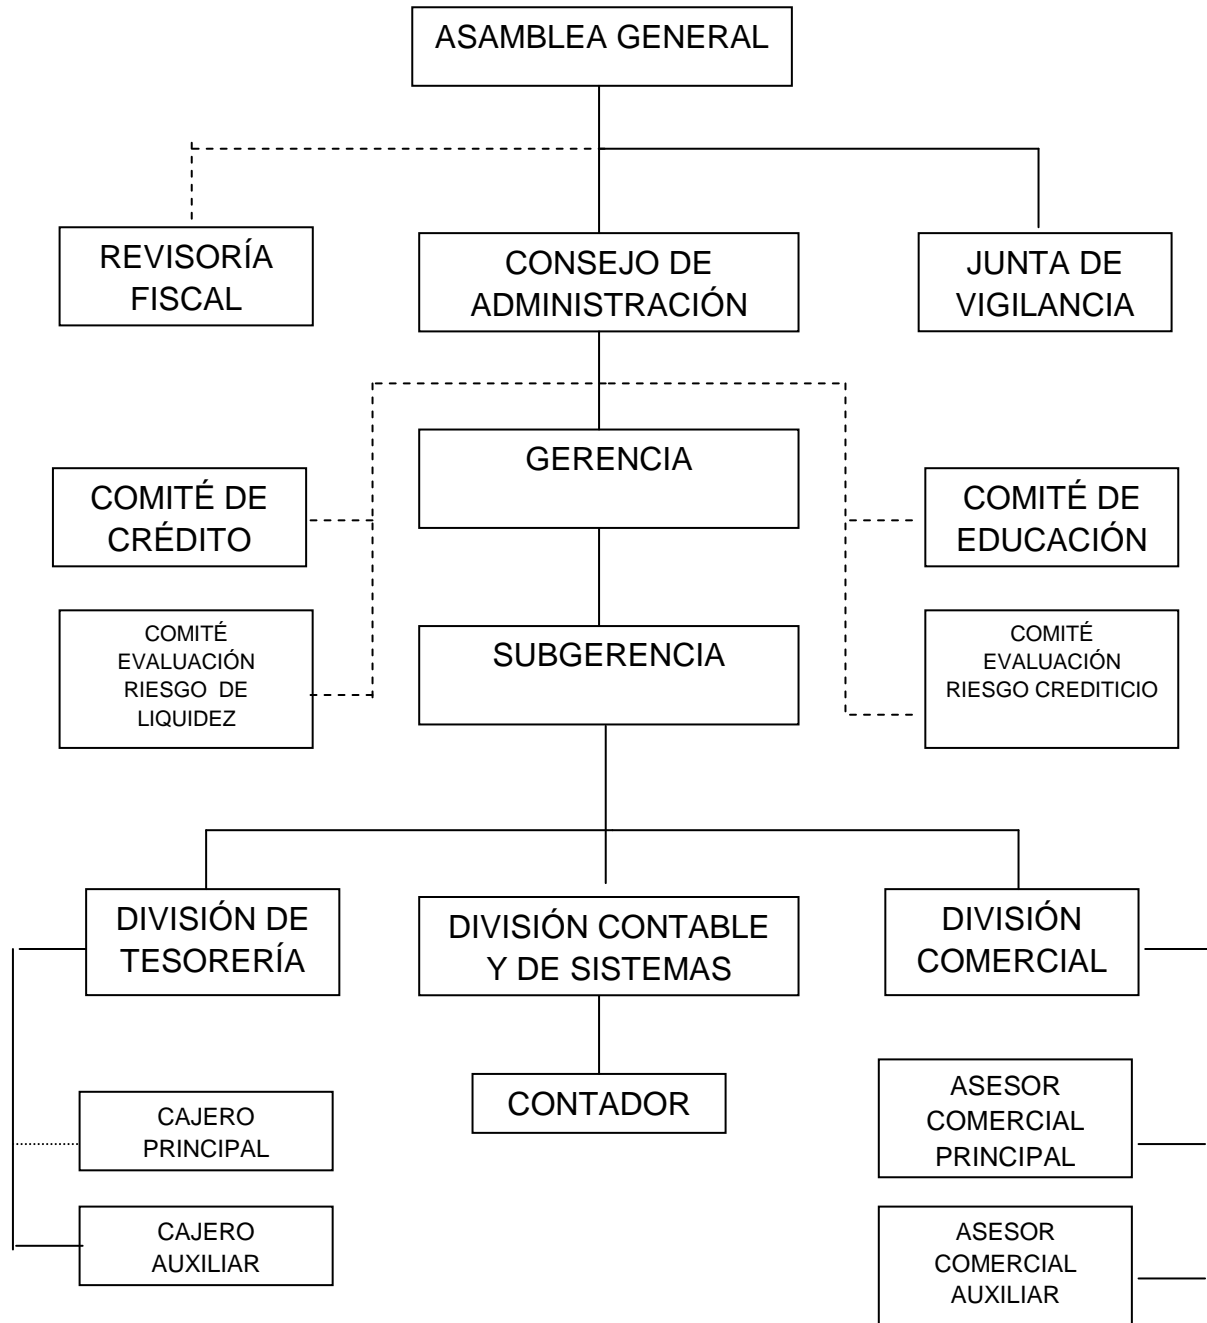 ASAMBLEA GENERAL
REVISORÍA
FISCAL
CONSEJO DE
ADMINISTRACIÓN
JUNTA DE
VIGILANCIA
GERENCIA
COMITÉ DE
CRÉDITO
COMITÉ DE
EDUCACIÓN
COMITÉ
EVALUACIÓN
RIESGO DE
LIQUIDEZ
SUBGERENCIA
COMITÉ
EVALUACIÓN
RIESGO CREDITICIO
DIVISIÓN DE
TESORERÍA
DIVISIÓN CONTABLE
Y DE SISTEMAS
DIVISIÓN
COMERCIAL
CAJERO
PRINCIPAL
CONTADOR
ASESOR
COMERCIAL
PRINCIPAL
CAJERO
AUXILIAR
ASESOR
COMERCIAL
AUXILIAR